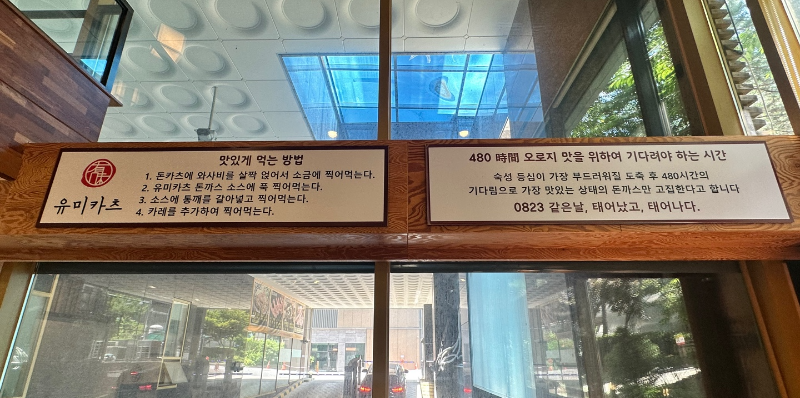 맛있게 먹는 방법
1. 돈카츠에 와사비를 살짝 얹어서 소금에 찍어먹는다.
2. 유미카츠 돈까스 소스에 푹 찍어먹는다.
3. 소스에 통깨를 갈아넣고 찍어먹는다.
4. 카레를 추가하여 찍어먹는다.
유미카츠
480 時間 오로지 맛을 위하여 기다려야 하는 시간
숙성 등심이 가장 부드러워질 도축 후 480시간의
기다림으로 가장 맛있는 상태의 돈까스만 고집한다고 합니다
0823 같은날, 태어났고, 태어나다.